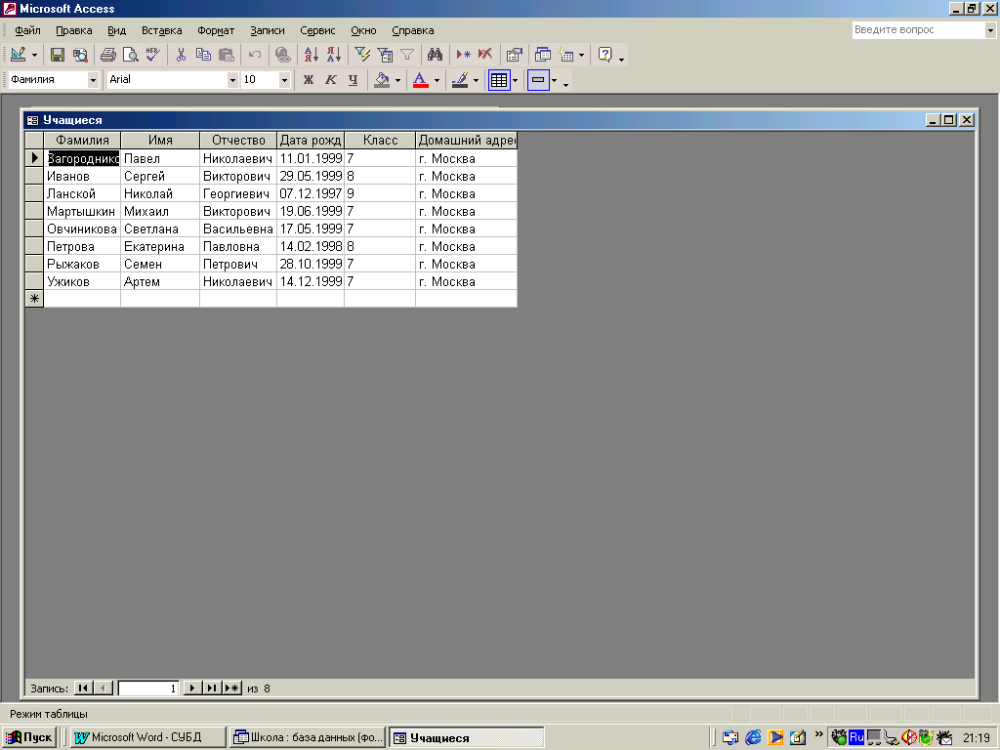 Microsoft Access
Файл Правка Вид Вставка Формат Записи Сервис Окно Справка Введите вопрос
Фамилия Arial 10 Ж К Ч
Учащиеся
Фамилия Имя Отчество Дата рожд Класс Домашний адре
Загороднико Павел Николаевич 11.01.1999 7 г. Москва
Иванов Сергей Викторович 29.05.1999 8 г. Москва
Ланской Николай Георгиевич 07.12.1997 9 г. Москва
Мартышкин Михаил Викторович 19.06.1999 7 г. Москва
Овчиникова Светлана Васильевна 17.05.1999 7 г. Москва
Петрова Екатерина Павловна 14.02.1998 8 г. Москва
Рыжаков Семен Петрович 28.10.1999 7 г. Москва
Ужиков Артем Николаевич 14.12.1999 7 г. Москва
Запись: 1 из 8
Режим таблицы
Пуск Microsoft Word - СУБД Школа : база данных (фо... Учащиеся » Ru 21:19